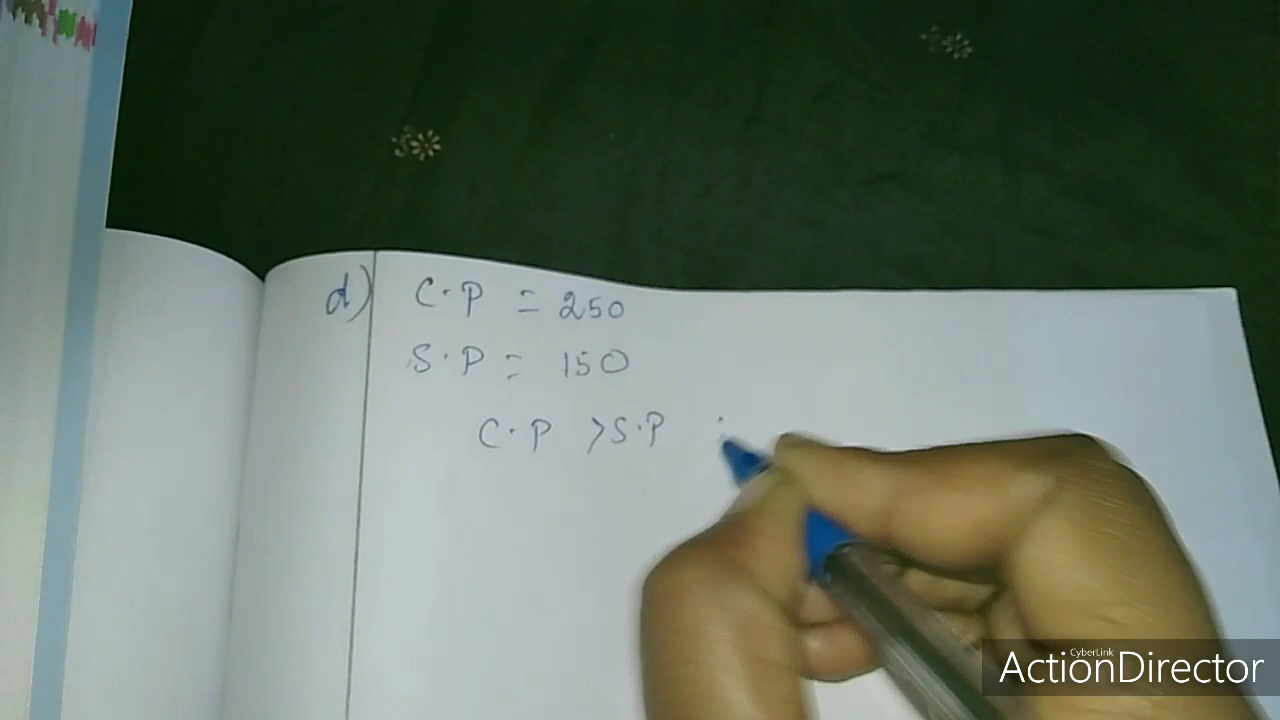 d) C.P = 250
S.P = 150
C.P > S.P
CyberLink
ActionDirector